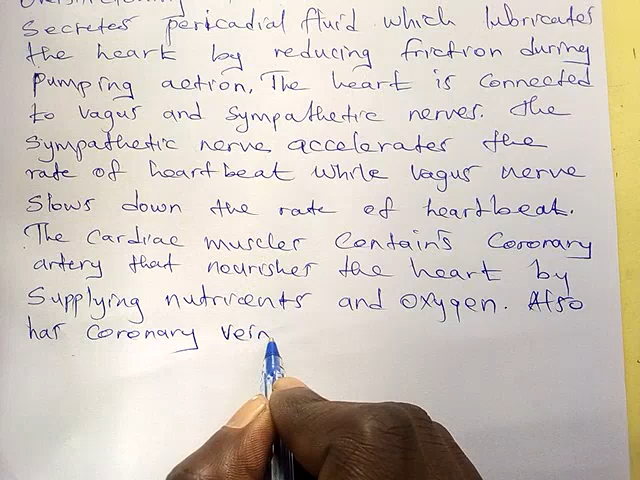 Secretes pericadial fluid which lubricates
the heart by reducing friction during
pumping action. The heart is connected
to vagus and sympathetic nerves. The
sympathetic nerve accelerates the
rate of heartbeat while vagus nerve
slows down the rate of heartbeat.
The cardiac muscles contains coronary
artery that nourishes the heart by
supplying nutrients and oxygen. Also
has coronary vein